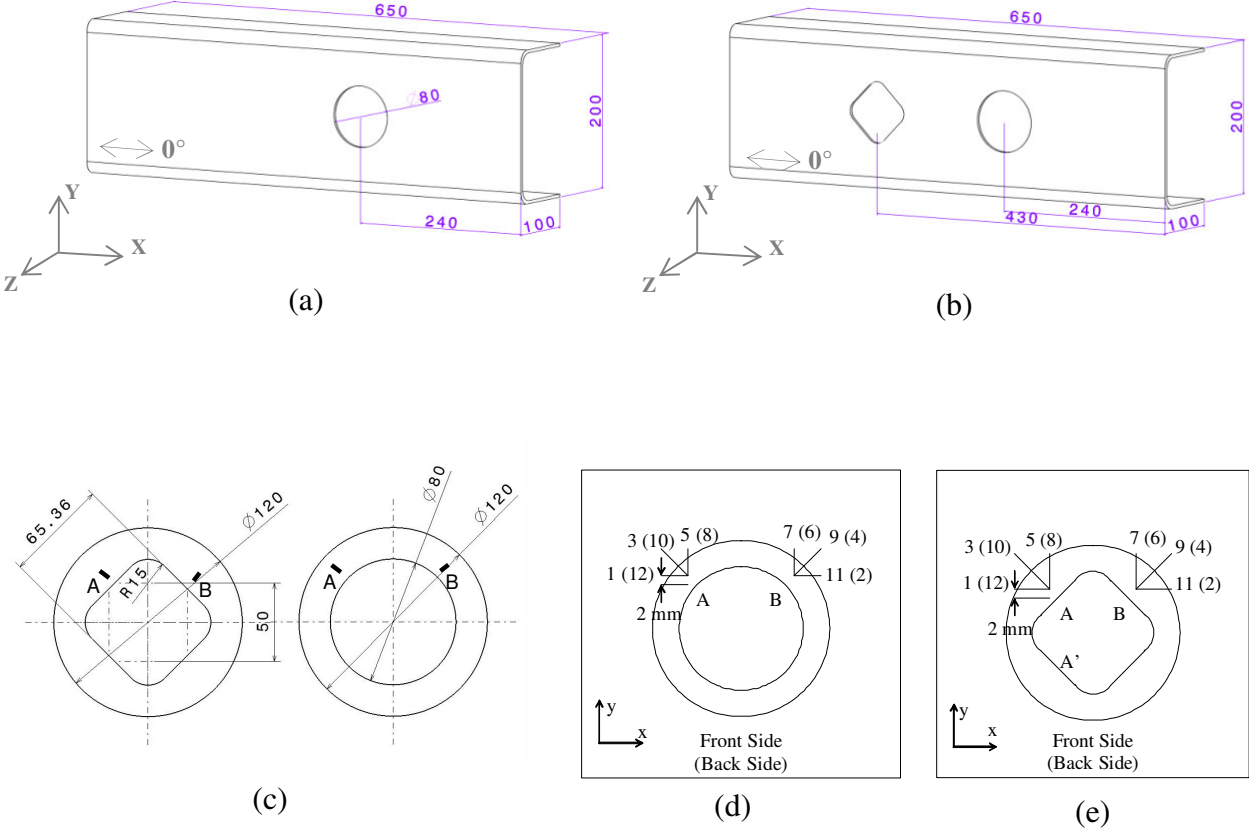 650
Ø80
200
0°
Y
X
Z
240
100
(a)
650
200
0°
Y
X
Z
240
430
100
(b)
65.36
Ø120
A
B
R15
50
Ø80
Ø120
A
B
(c)
5 (8)
7 (6)
3 (10)
9 (4)
1 (12)
11 (2)
2 mm
A
B
y
x
Front Side
(Back Side)
(d)
5 (8)
7 (6)
3 (10)
9 (4)
1 (12)
11 (2)
2 mm
A
B
A’
y
x
Front Side
(Back Side)
(e)